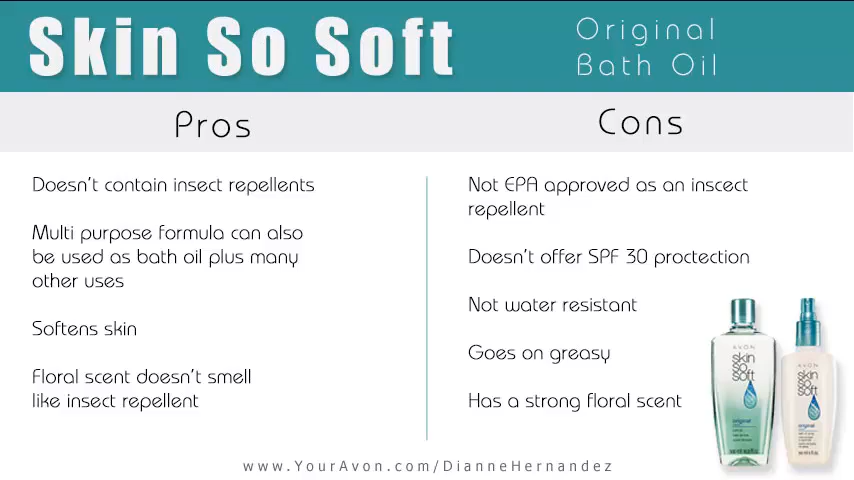 Skin So Soft
Original
Bath Oil
Pros
Cons
Doesn't contain insect repellents
Multi purpose formula can also
be used as bath oil plus many
other uses
Softens skin
Floral scent doesn't smell
like insect repellent
Not EPA approved as an inscect
repellent
Doesn't offer SPF 30 proctection
Not water resistant
Goes on greasy
Has a strong floral scent
AVON
skin
so
soft
original
AVON
skin
so
soft
original
www.YourAvon.com/DianneHernandez